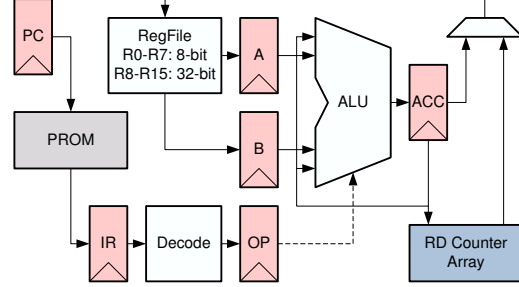 PC
RegFile
R0-R7: 8-bit
R8-R15: 32-bit
A
ALU
ACC
PROM
B
IR
Decode
OP
RD Counter
Array